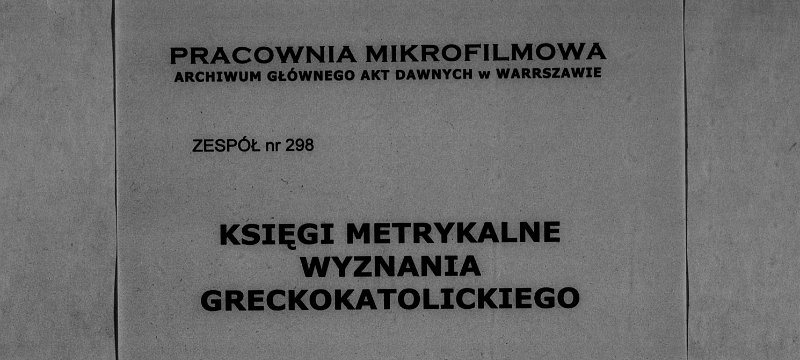 PRACOWNIA MIKROFILMOWA
ARCHIWUM GŁÓWNEGO AKT DAWNYCH w WARRSZAWIE
ZESPÓŁ nr 298
KSIĘGI METRYKALNE
WYZNANIA
GRECKOKATOLICKIEGO